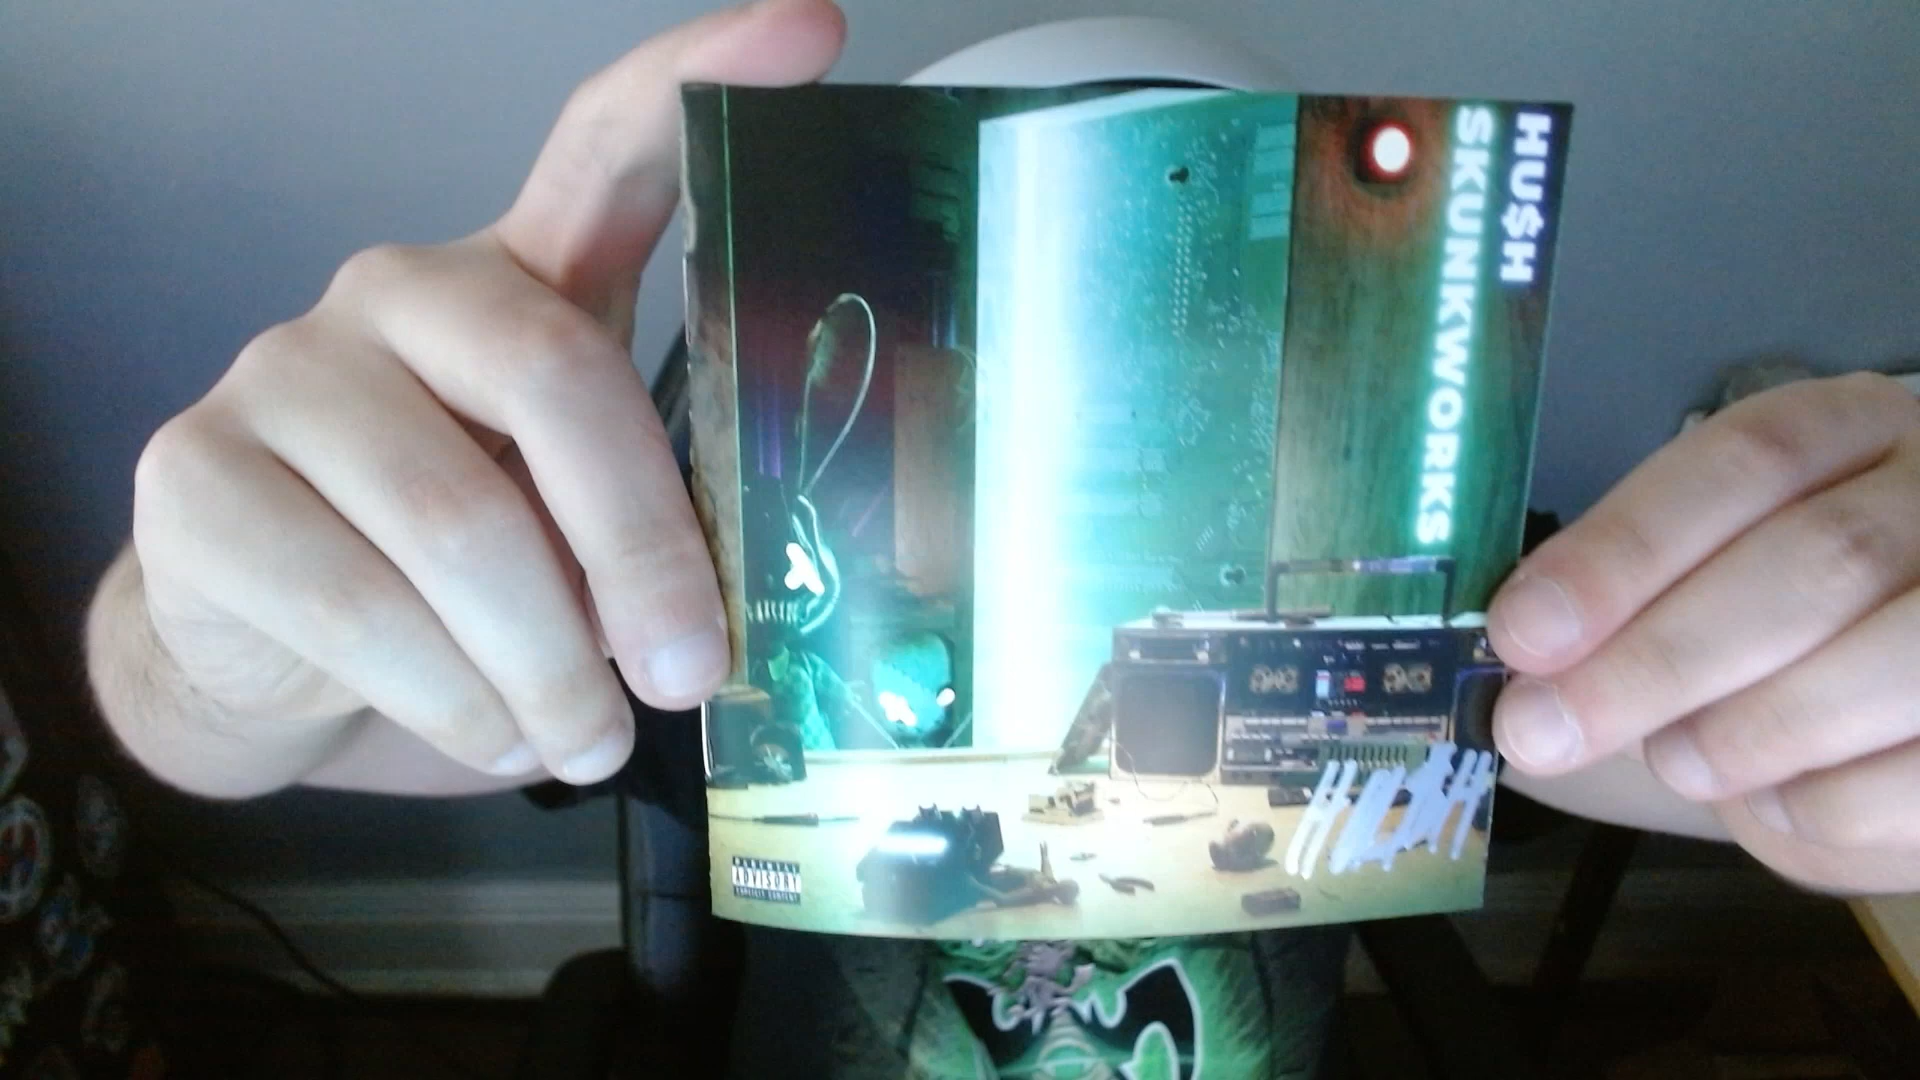 HU$H
SKUNKWORKS
HU$H
PARENTAL
ADVISORY
EXPLICIT CONTENT